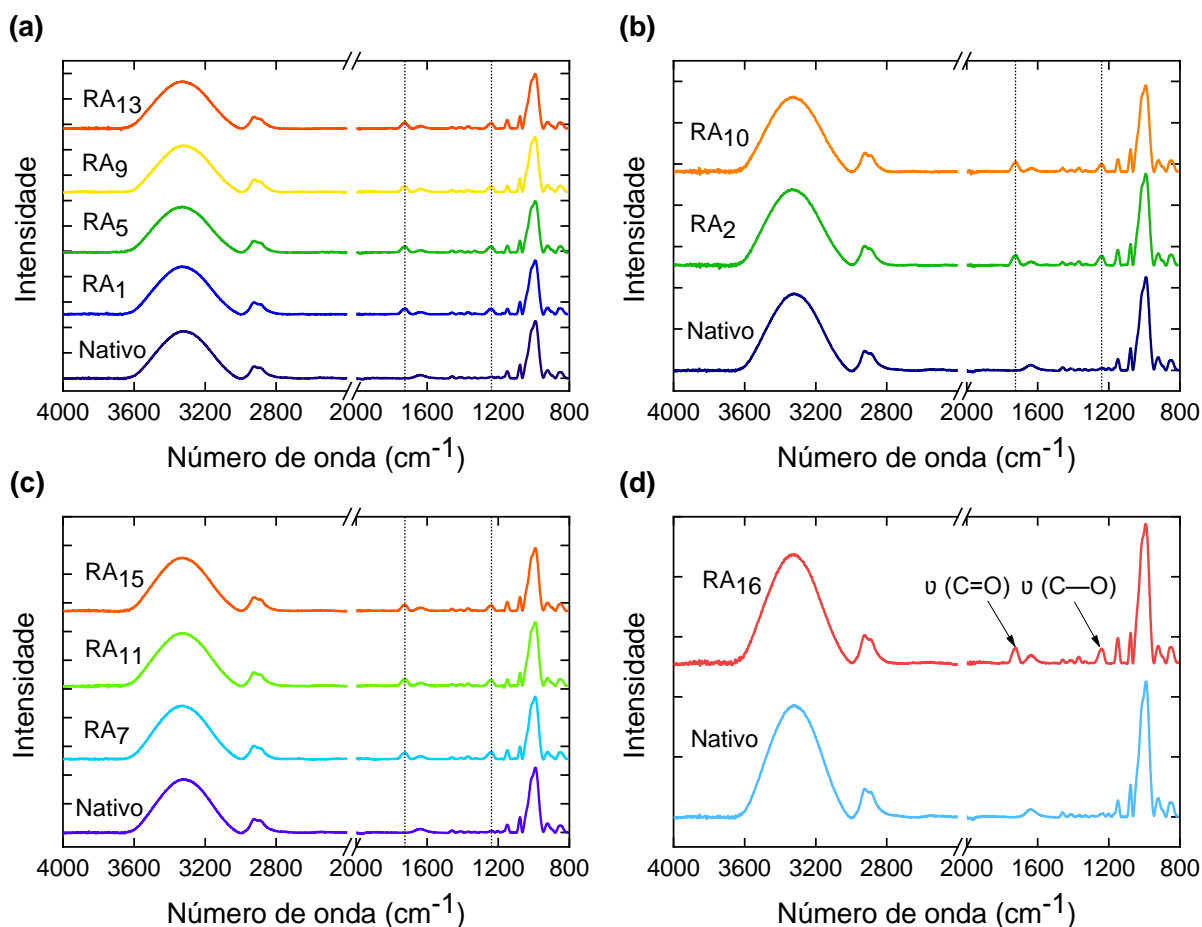 (a)
Intensidade
RA13
RA9
RA5
RA1
Nativo
4000 3600 3200 2800 2000 1600 1200 800
Número de onda (cm-1)
(b)
Intensidade
RA10
RA2
Nativo
4000 3600 3200 2800 2000 1600 1200 800
Número de onda (cm-1)
(c)
Intensidade
RA15
RA11
RA7
Nativo
4000 3600 3200 2800 2000 1600 1200 800
Número de onda (cm-1)
(d)
Intensidade
RA16
υ (C=O) υ (C—O)
Nativo
4000 3600 3200 2800 2000 1600 1200 800
Número de onda (cm-1)